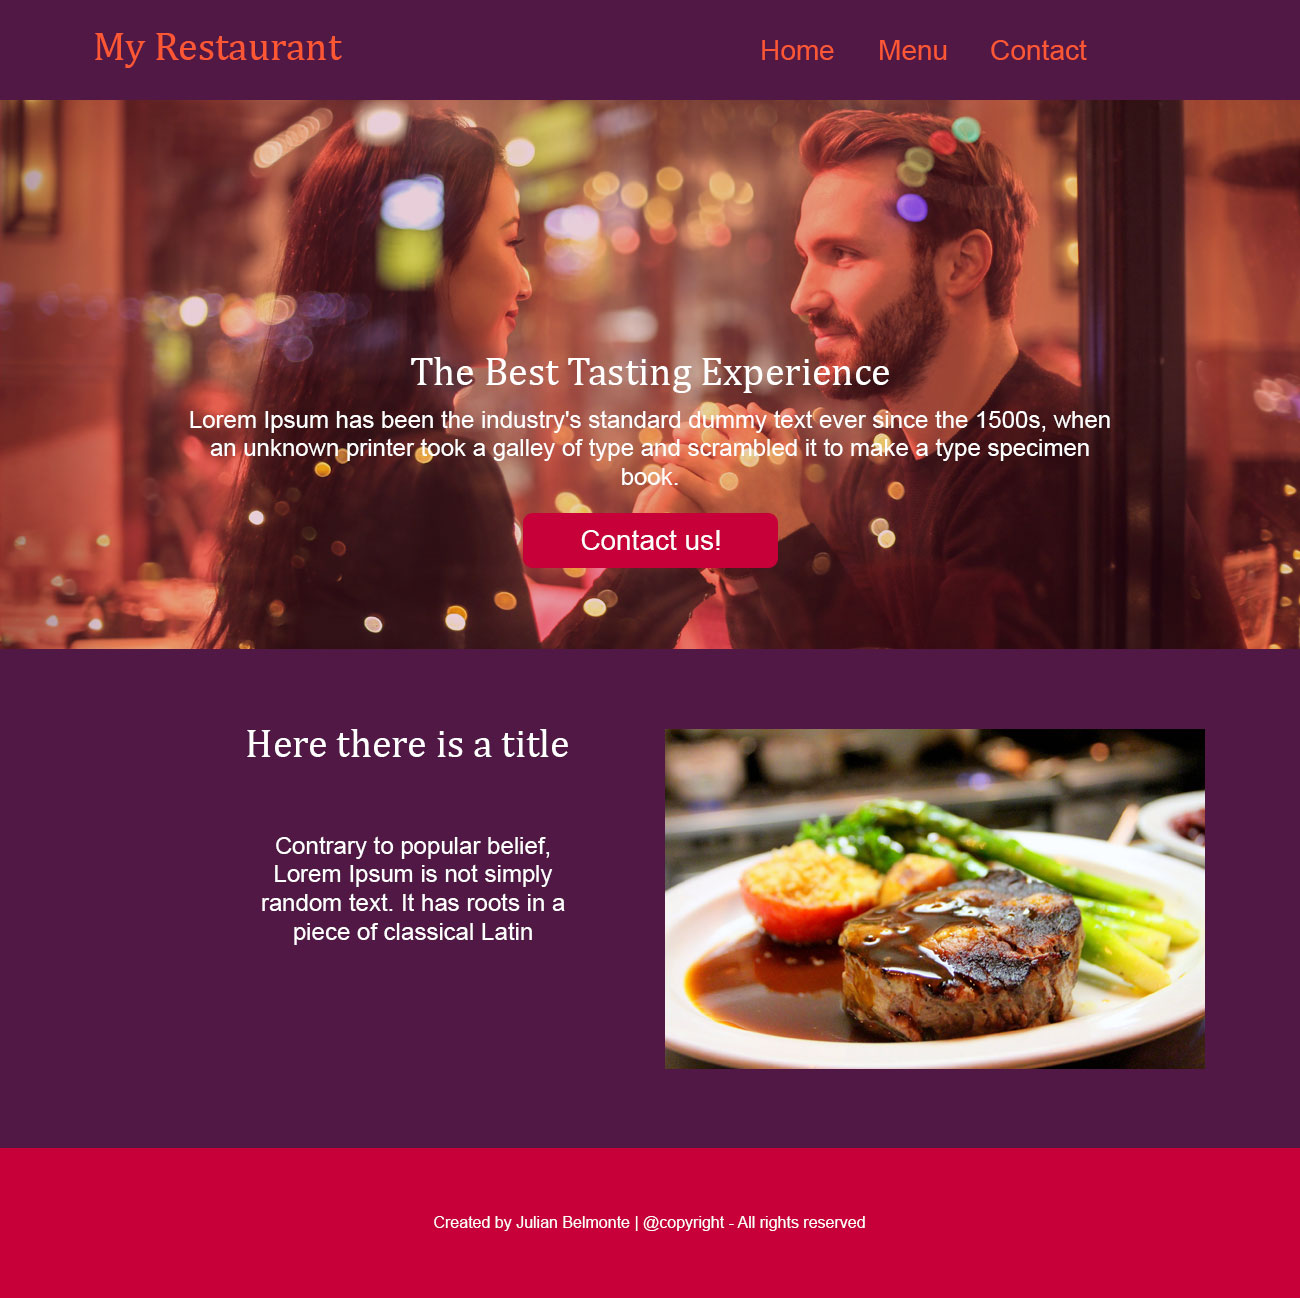 My Restaurant
Home Menu Contact
The Best Tasting Experience
Lorem Ipsum has been the industry's standard dummy text ever since the 1500s, when
an unknown printer took a galley of type and scrambled it to make a type specimen
book.
Contact us!
Here there is a title
Contrary to popular belief,
Lorem Ipsum is not simply
random text. It has roots in a
piece of classical Latin
Created by Julian Belmonte | @copyright - All rights reserved